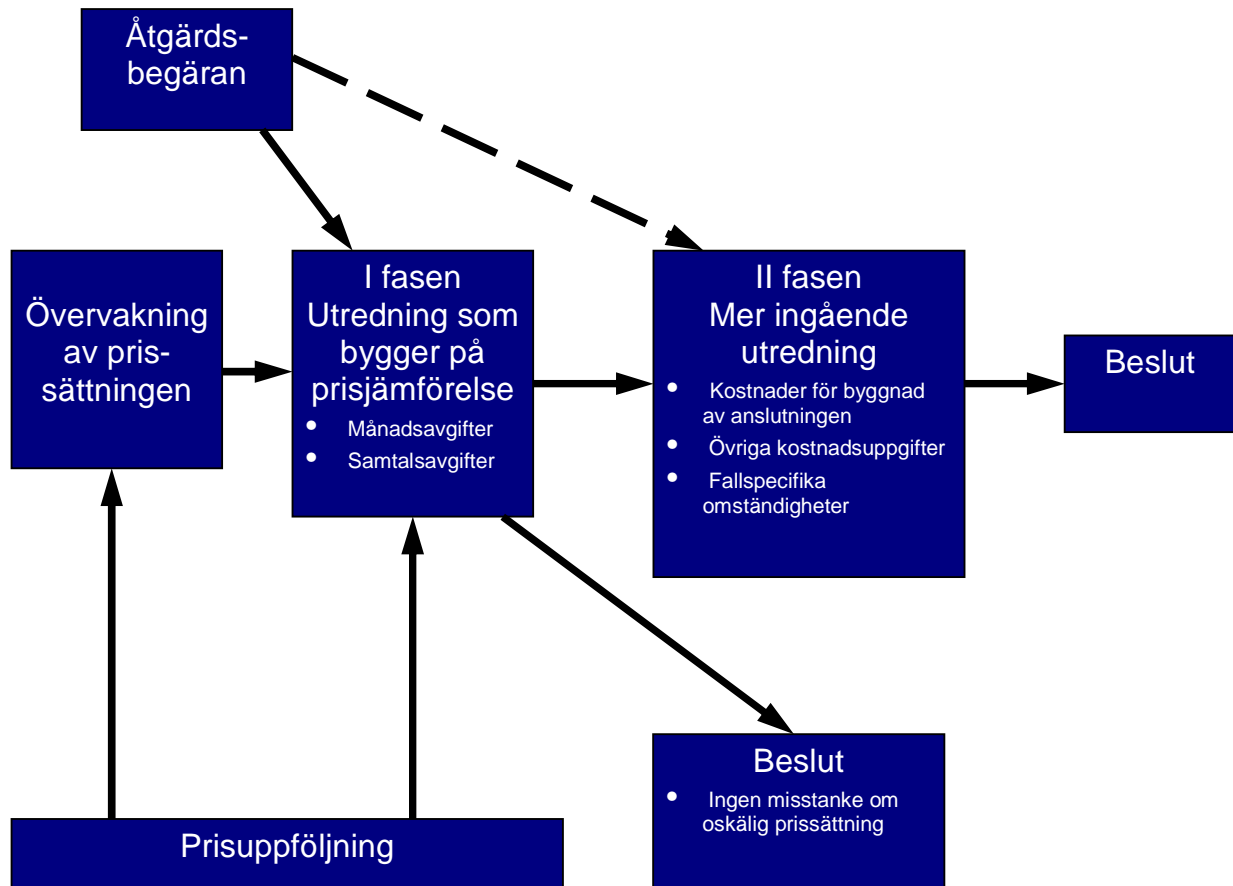 Åtgärds-
begäran
Övervakning
av pris-
sättningen
I fasen
Utredning som
bygger på
prisjämförelse
• Månadsavgifter
• Samtalsavgifter
II fasen
Mer ingående
utredning
• Kostnader för byggnad
av anslutningen
• Övriga kostnadsuppgifter
• Fallspecifika
omständigheter
Beslut
Beslut
• Ingen misstanke om
oskälig prissättning
Prisuppföljning